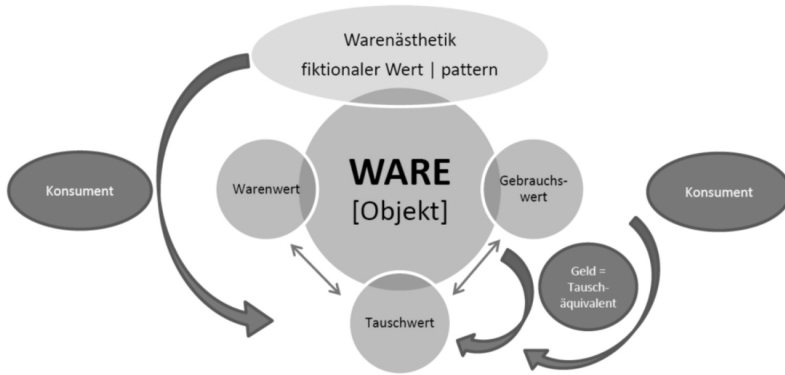 Warenästhetik
fiktionaler Wert | pattern
Konsument
Warenwert
WARE
[Objekt]
Gebrauchs-
wert
Konsument
Geld =
Tausch-
äquivalent
Tauschwert